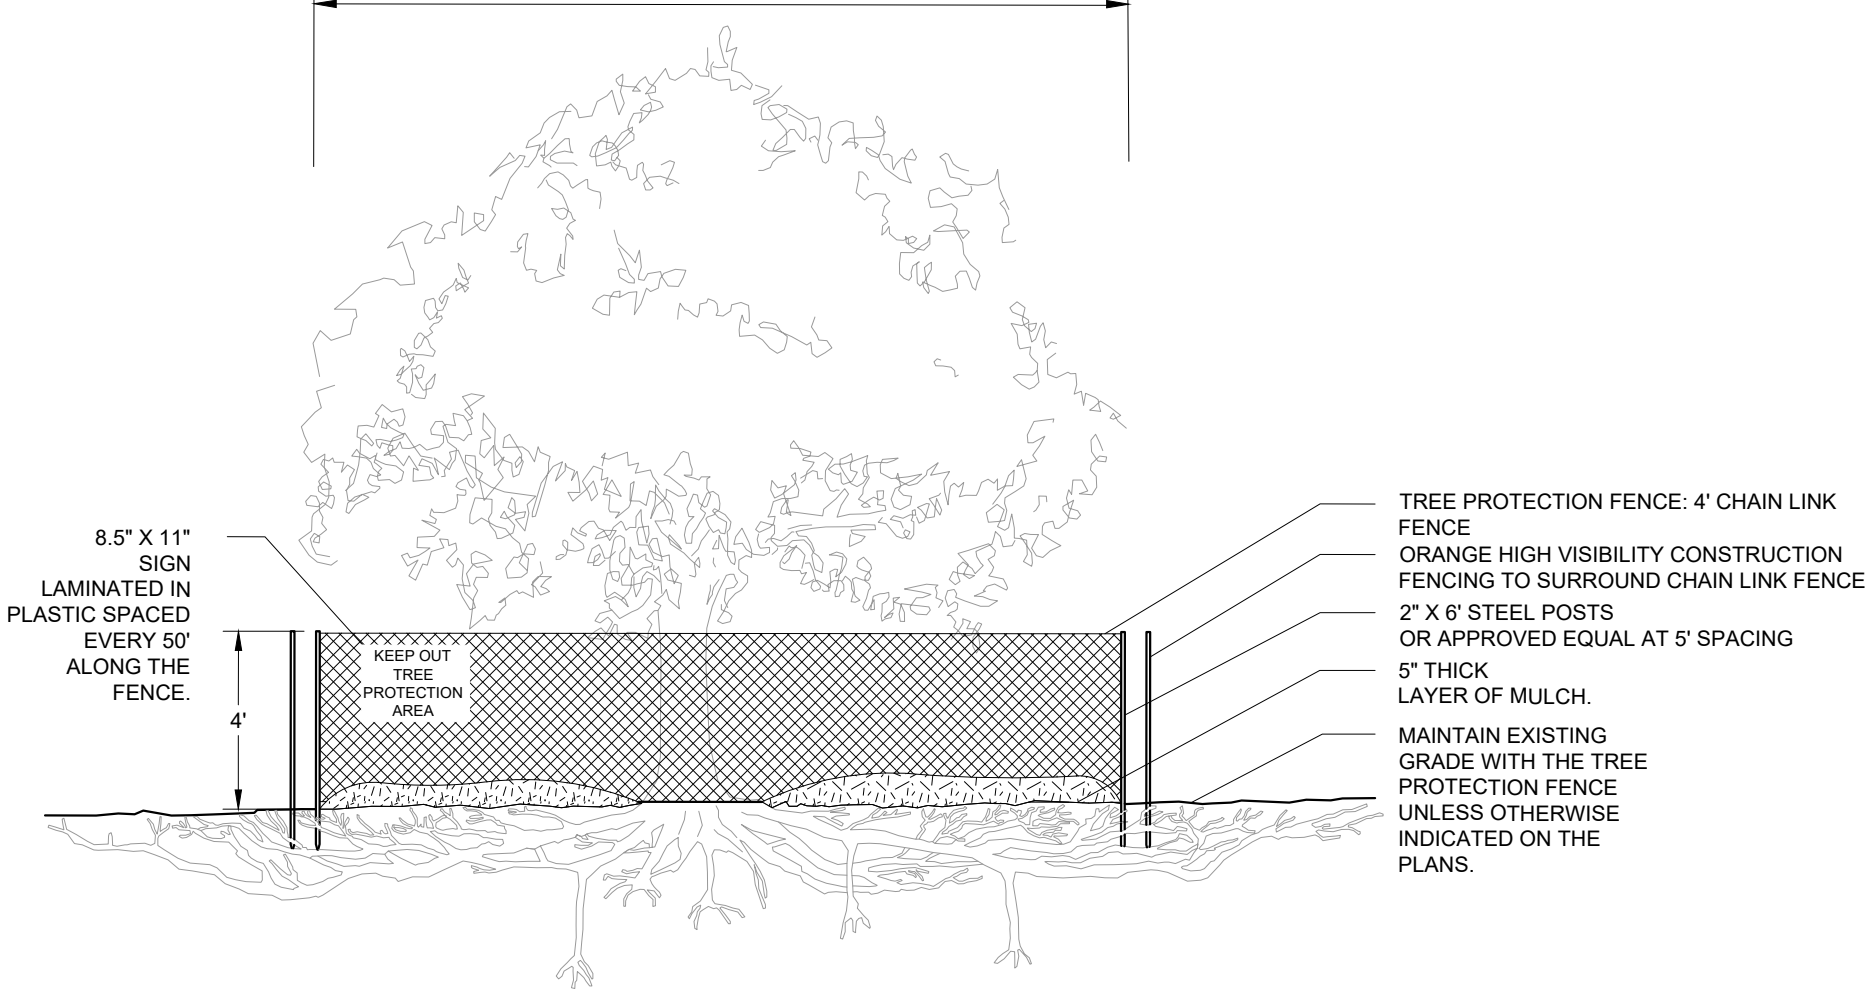 8.5" X 11"
SIGN
LAMINATED IN
PLASTIC SPACED
EVERY 50'
ALONG THE
FENCE.
4'
KEEP OUT
TREE
PROTECTION
AREA
TREE PROTECTION FENCE: 4' CHAIN LINK
FENCE
ORANGE HIGH VISIBILITY CONSTRUCTION
FENCING TO SURROUND CHAIN LINK FENCE
2" X 6' STEEL POSTS
OR APPROVED EQUAL AT 5' SPACING
5" THICK
LAYER OF MULCH.
MAINTAIN EXISTING
GRADE WITH THE TREE
PROTECTION FENCE
UNLESS OTHERWISE
INDICATED ON THE
PLANS.